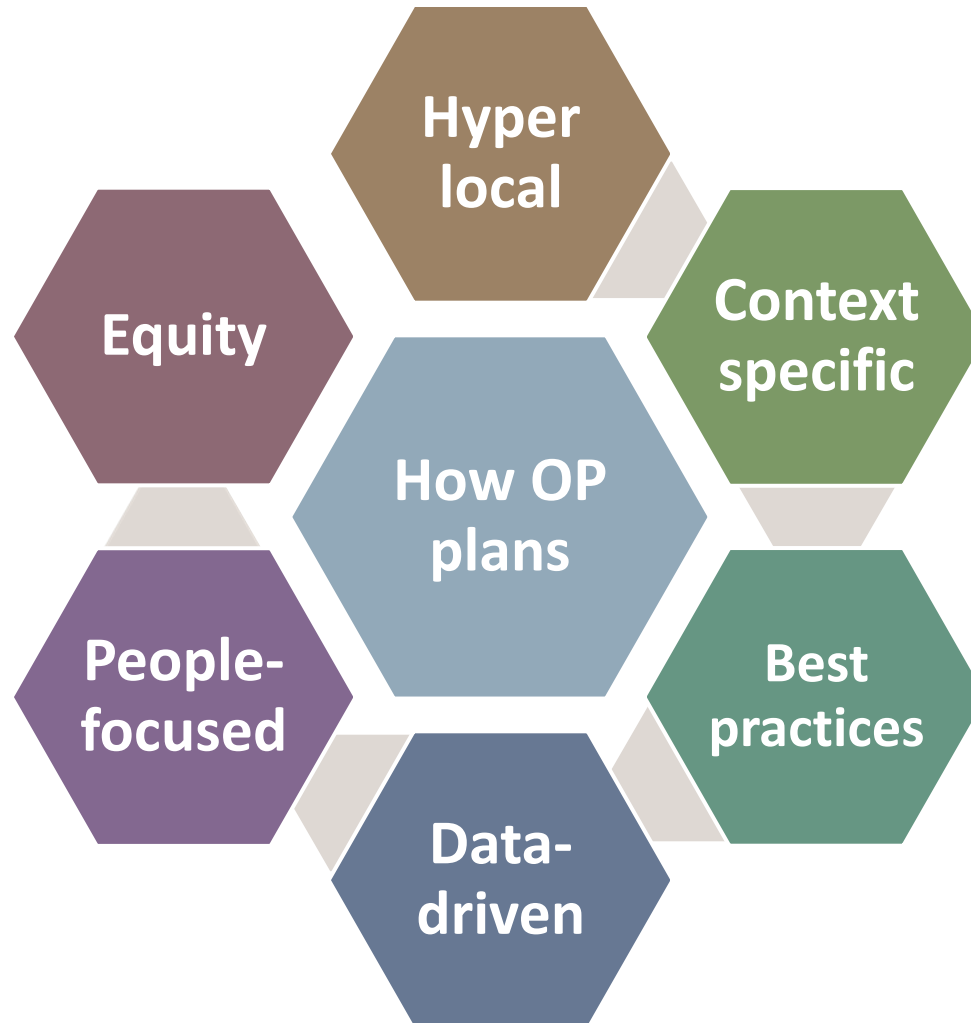 Hyper
local
Context
specific
Equity
How OP
plans
Best
practices
People-
focused
Data-
driven